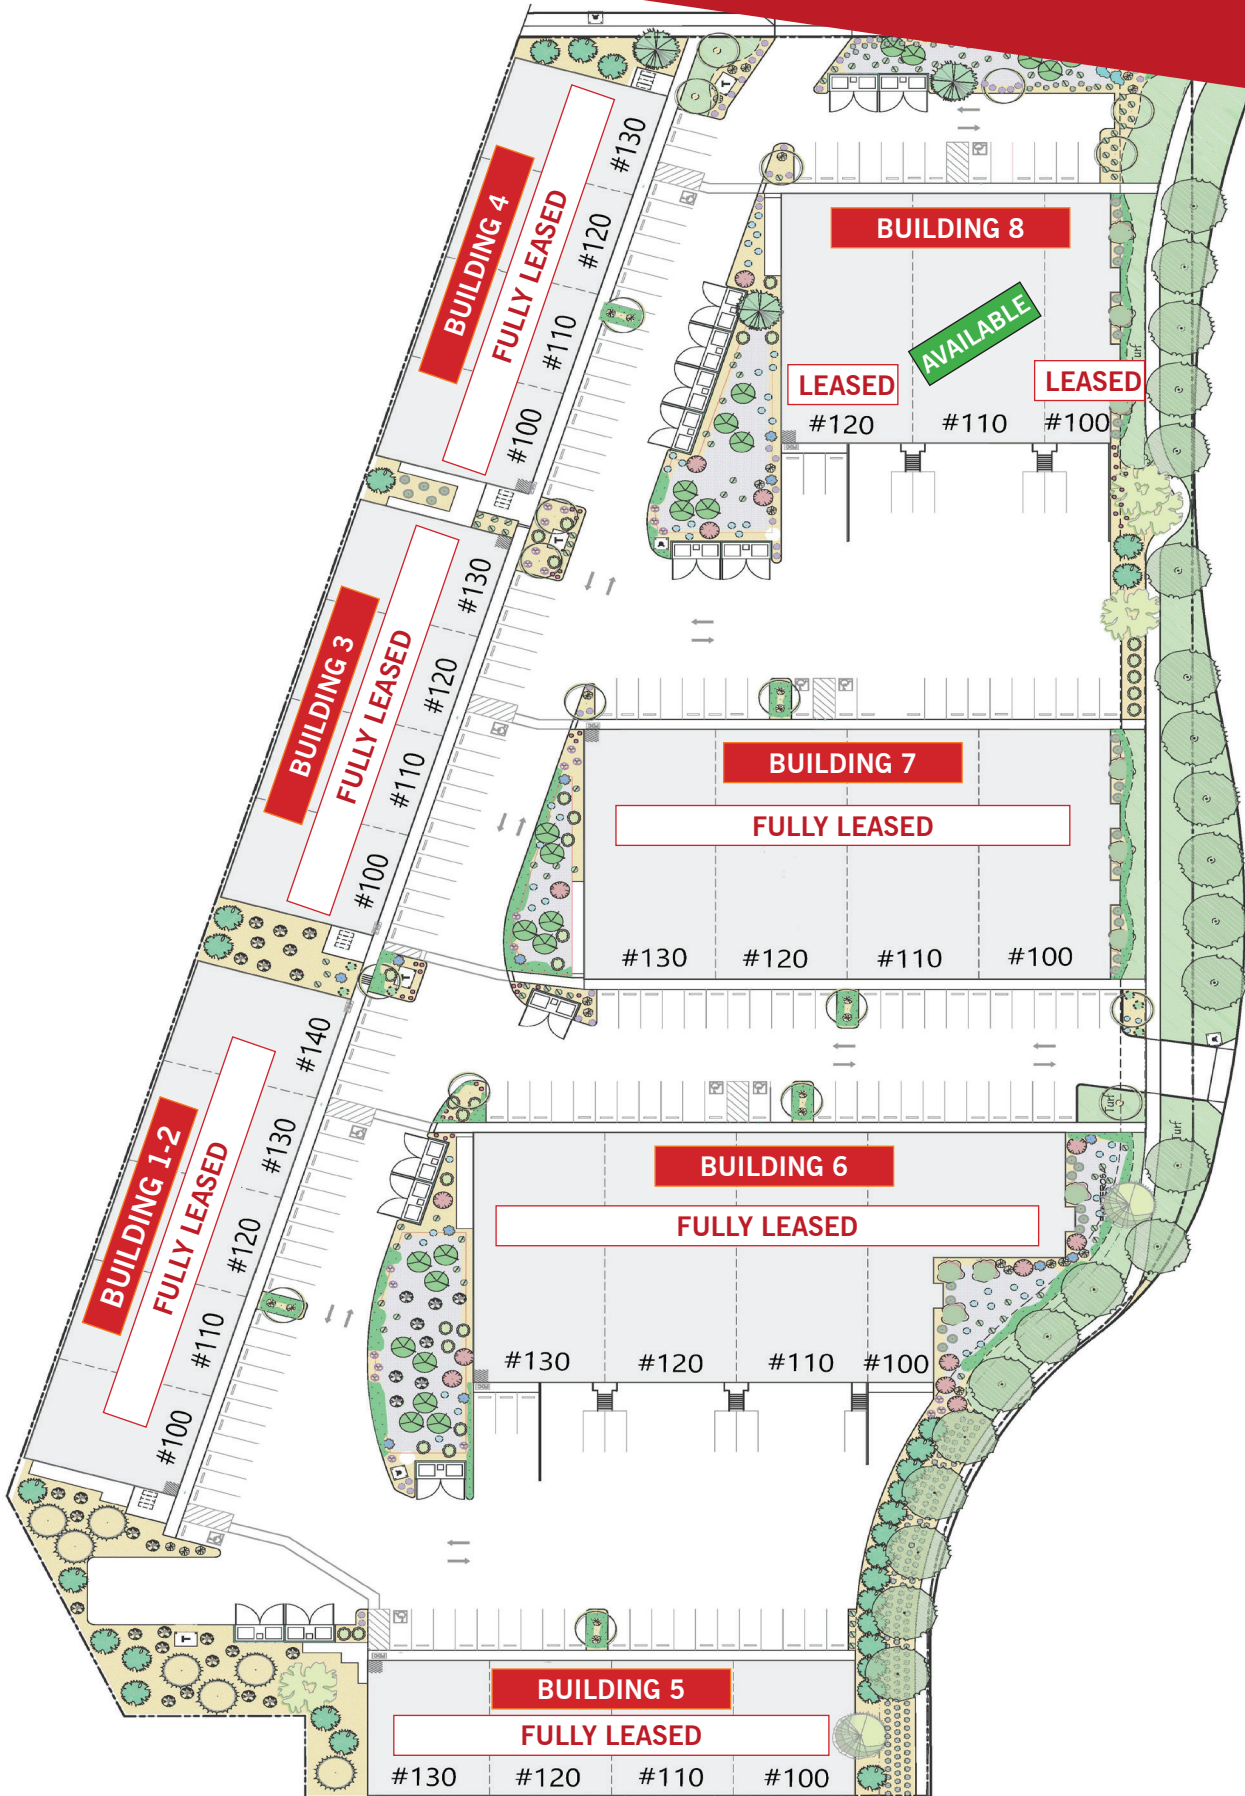 BUILDING 4
FULLY LEASED
#130
#120
#110
#100
BUILDING 8
AVAILABLE
LEASED
LEASED
#120
#110
#100
BUILDING 3
FULLY LEASED
#130
#120
#110
#100
BUILDING 7
FULLY LEASED
#130
#120
#110
#100
BUILDING 1-2
FULLY LEASED
#140
#130
#120
#110
#100
BUILDING 6
FULLY LEASED
#130
#120
#110
#100
BUILDING 5
FULLY LEASED
#130
#120
#110
#100
T
T
T
T
Turf